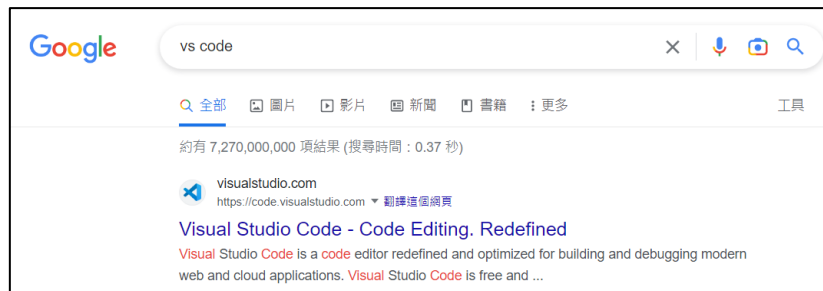 Google
vs code
全部 圖片 影片 新聞 書籍 更多 工具
約有 7,270,000,000 項結果 (搜尋時間：0.37 秒)
visualstudio.com
https://code.visualstudio.com 翻譯這個網頁
Visual Studio Code - Code Editing. Redefined
Visual Studio Code is a code editor redefined and optimized for building and debugging modern
web and cloud applications. Visual Studio Code is free and ...